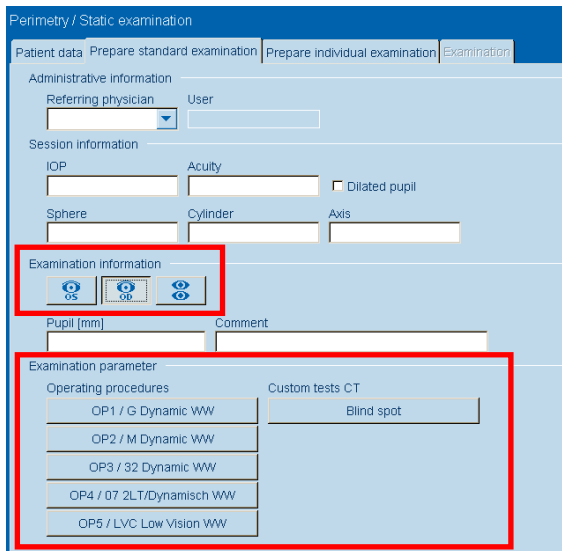 Perimetry / Static examination
Patient data Prepare standard examination Prepare individual examination Examination
Administrative information
Referring physician User
Session information
IOP Acuity
Dilated pupil
Sphere Cylinder Axis
Examination information
OS OD
Pupil [mm] Comment
Examination parameter
Operating procedures Custom tests CT
OP1 / G Dynamic WW Blind spot
OP2 / M Dynamic WW
OP3 / 32 Dynamic WW
OP4 / 07 2LT/Dynamisch WW
OP5 / LVC Low Vision WW